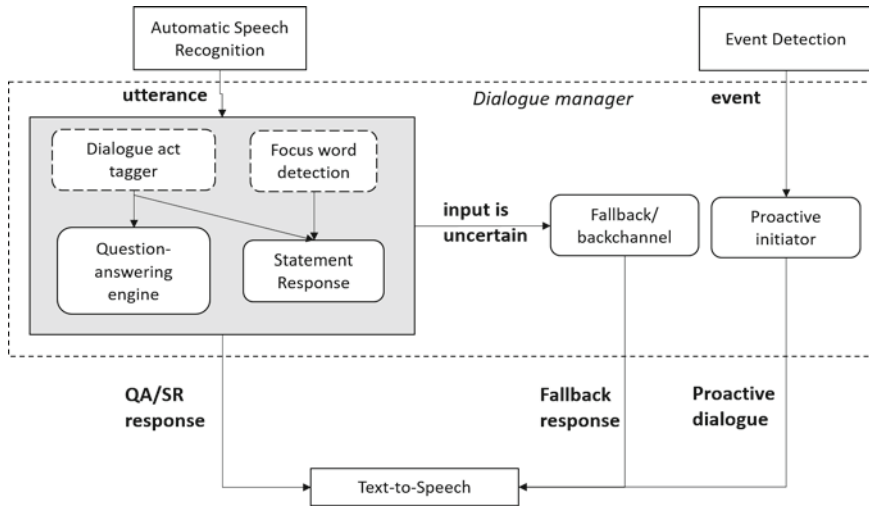 Automatic Speech
Recognition
Event Detection
utterance
Dialogue manager
event
Dialogue act
tagger
Focus word
detection
Question-
answering
engine
Statement
Response
input is
uncertain
Fallback/
backchannel
Proactive
initiator
QA/SR
response
Fallback
response
Proactive
dialogue
Text-to-Speech